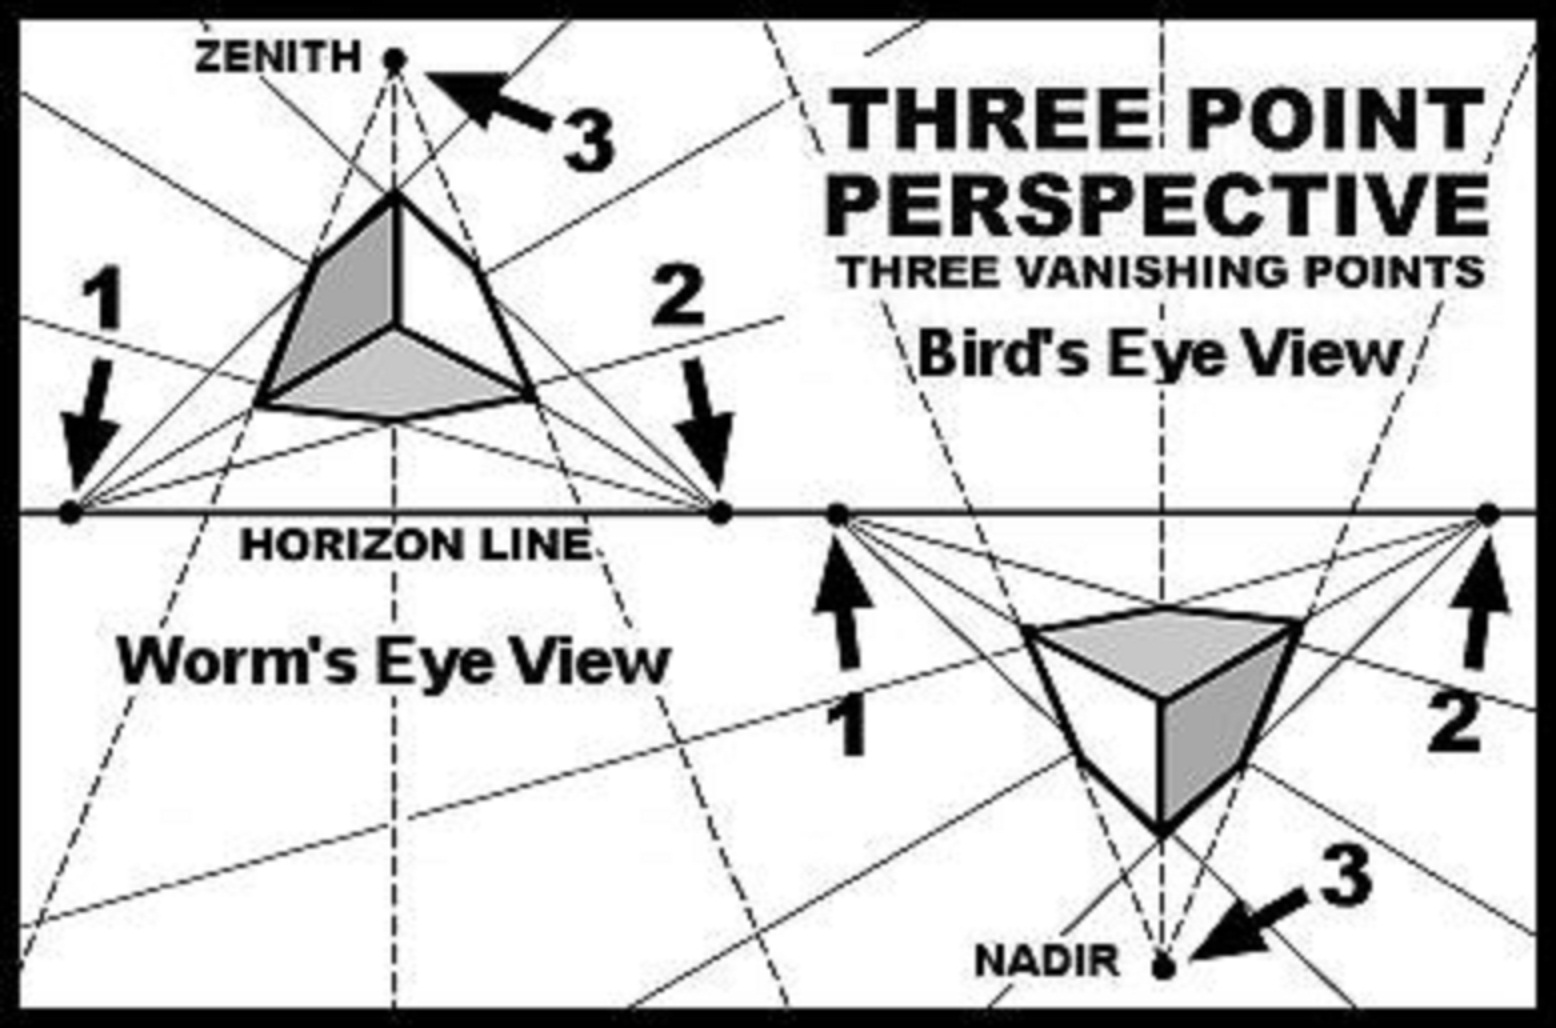 ZENITH
3
1
2
HORIZON LINE
Worm's Eye View
THREE POINT
PERSPECTIVE
THREE VANISHING POINTS
Bird's Eye View
1
2
3
NADIR